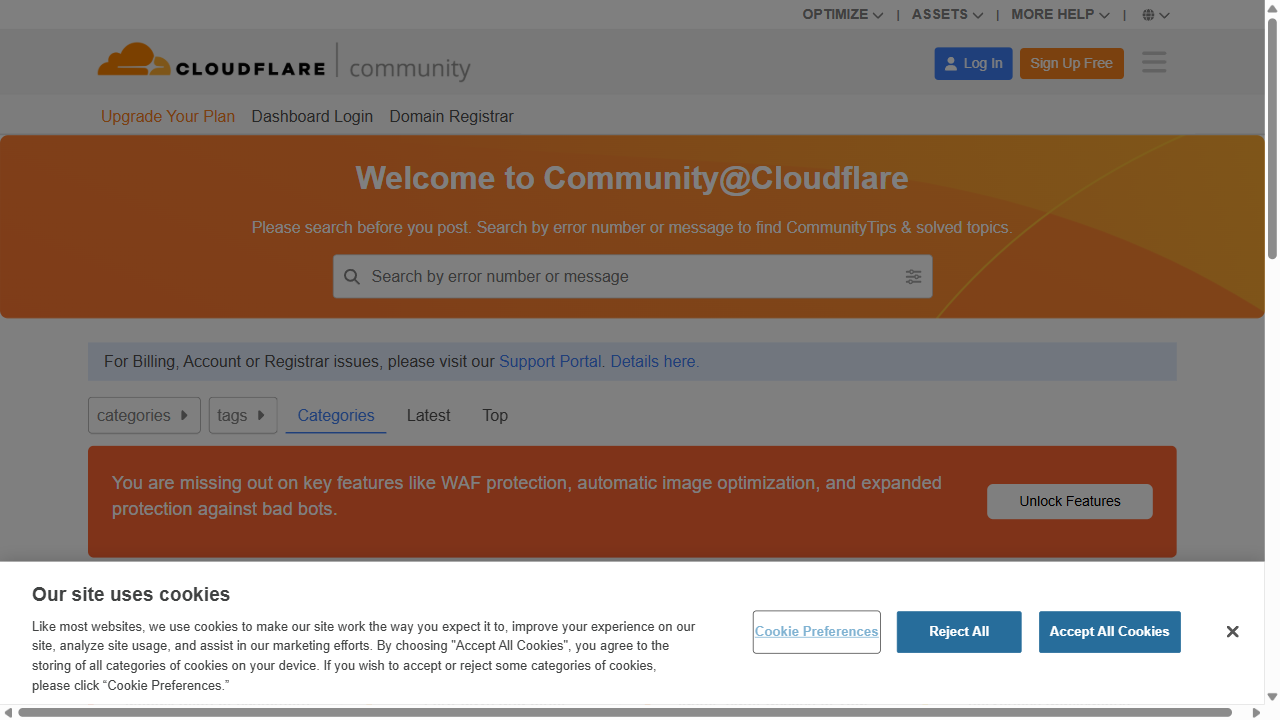 OPTIMIZE | ASSETS | MORE HELP |
CLOUDFLARE community
Log In
Sign Up Free
Upgrade Your Plan Dashboard Login Domain Registrar
Welcome to Community@Cloudflare
Please search before you post. Search by error number or message to find CommunityTips & solved topics.
Search by error number or message
For Billing, Account or Registrar issues, please visit our Support Portal. Details here.
categories tags Categories Latest Top
You are missing out on key features like WAF protection, automatic image optimization, and expanded
protection against bad bots.
Unlock Features
Our site uses cookies
Like most websites, we use cookies to make our site work the way you expect it to, improve your experience on our
site, analyze site usage, and assist in our marketing efforts. By choosing "Accept All Cookies", you agree to the
storing of all categories of cookies on your device. If you wish to accept or reject some categories of cookies,
please click “Cookie Preferences.”
Cookie Preferences
Reject All
Accept All Cookies